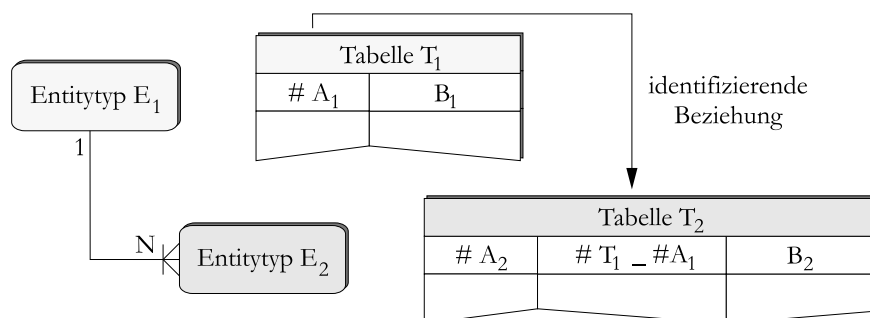 Tabelle T₁
Entitytyp E₁
# A₁ B₁
identifizierende
Beziehung
1
Tabelle T₂
N
Entitytyp E₂
# A₂ # T₁ _ #A₁ B₂